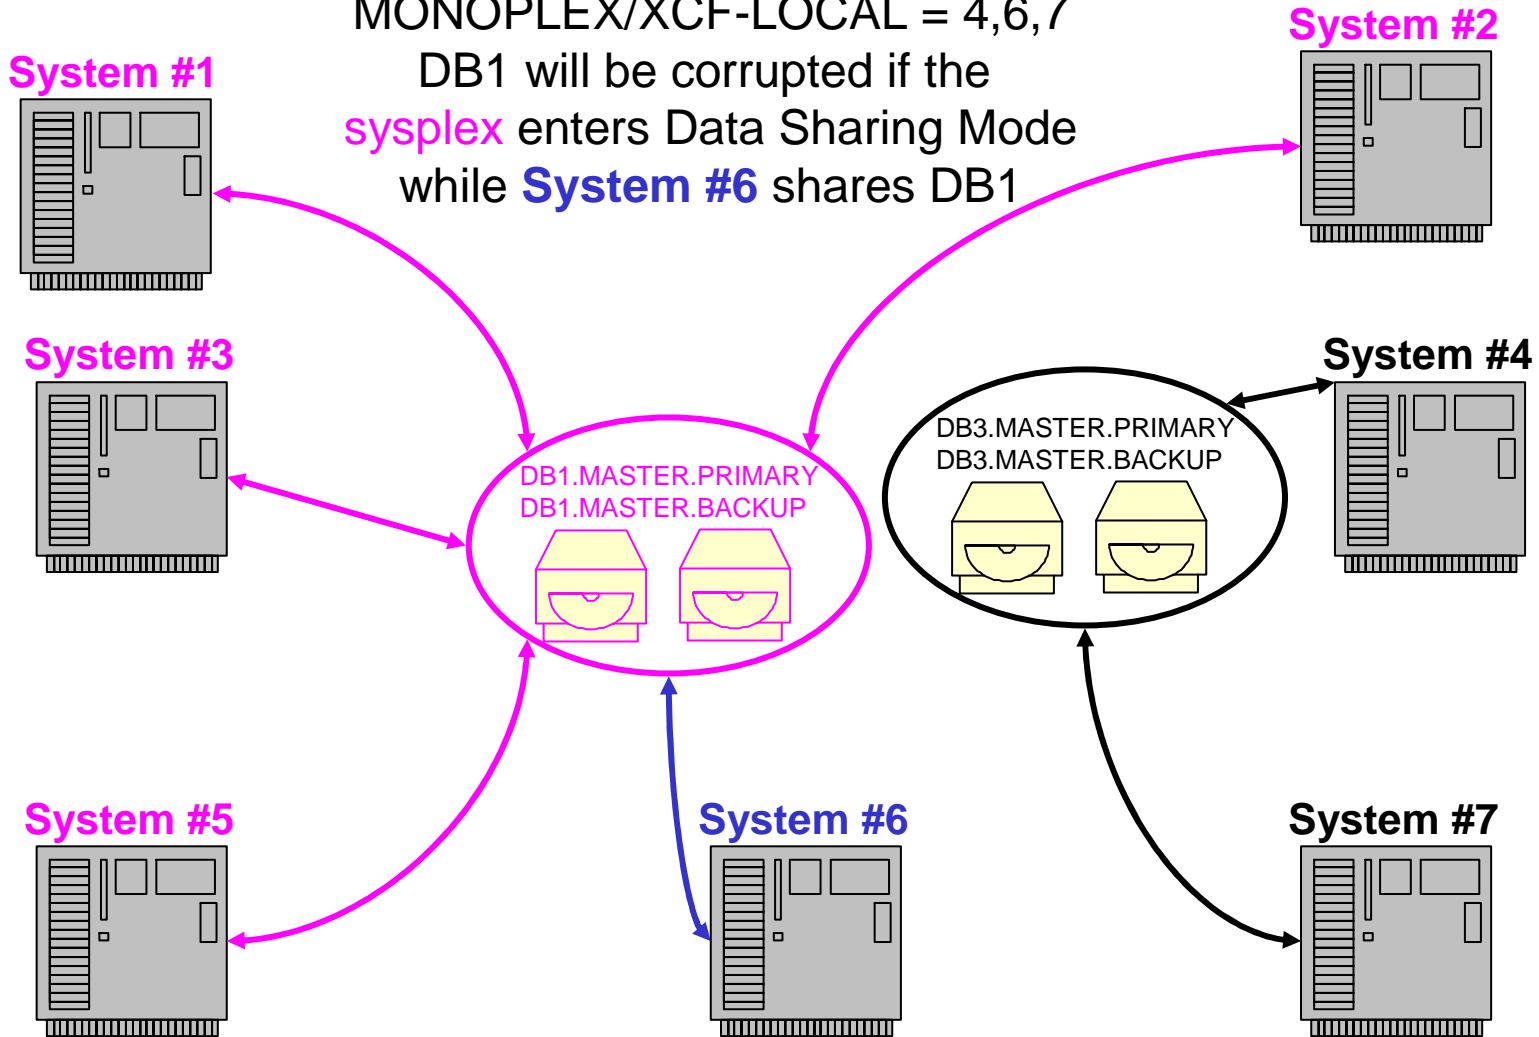 MONOPLEX/XCF-LOCAL = 4,6,7
DB1 will be corrupted if the
sysplex enters Data Sharing Mode
while System #6 shares DB1
System #1
System #2
System #3
System #4
DB3.MASTER.PRIMARY
DB3.MASTER.BACKUP
DB1.MASTER.PRIMARY
DB1.MASTER.BACKUP
System #5
System #6
System #7